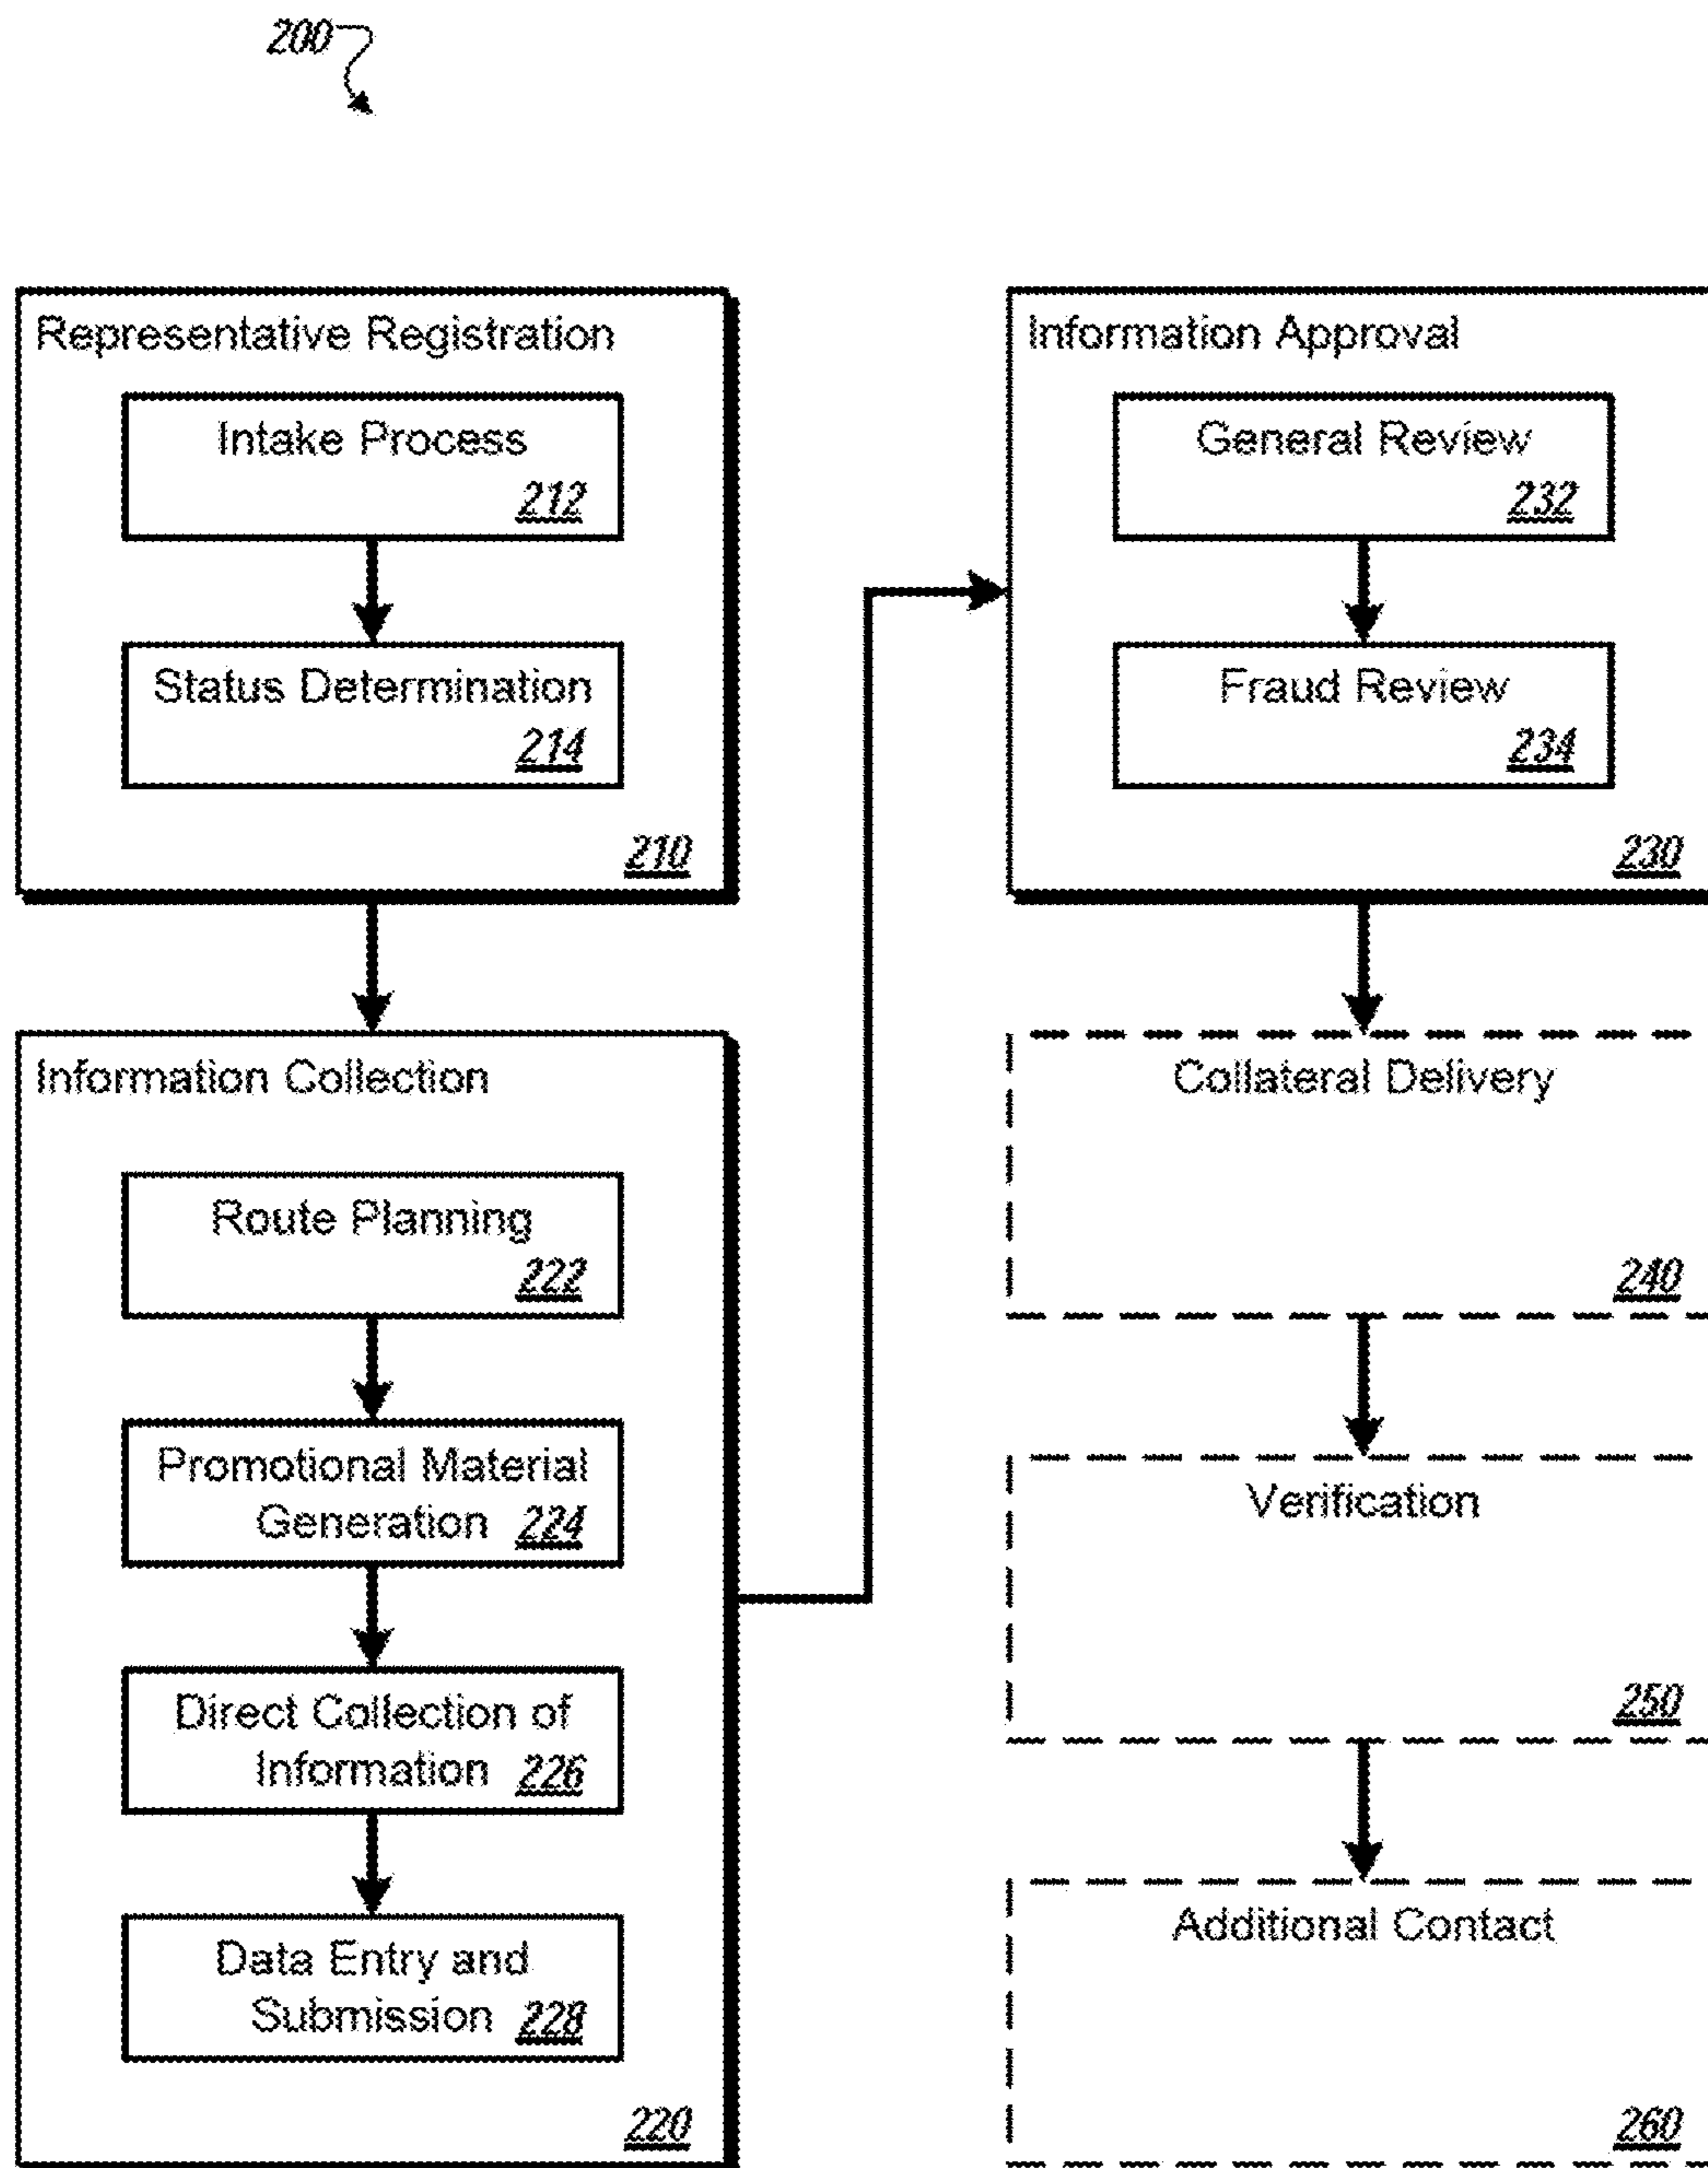 200
Representative Registration
Intake Process
212
Status Determination
214
210
Information Collection
Route Planning
222
Promotional Material
Generation 224
Direct Collection of
Information 226
Data Entry and
Submission 228
220
Information Approval
General Review
232
Fraud Review
234
230
Collateral Delivery
240
Verification
250
Additional Contact
260